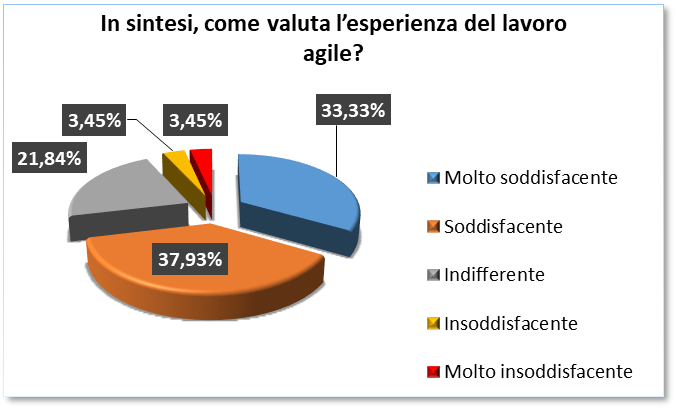 In sintesi, come valuta l’esperienza del lavoro
agile?
3,45%
3,45%
33,33%
21,84%
37,93%
Molto soddisfacente
Soddisfacente
Indifferente
Insoddisfacente
Molto insoddisfacente